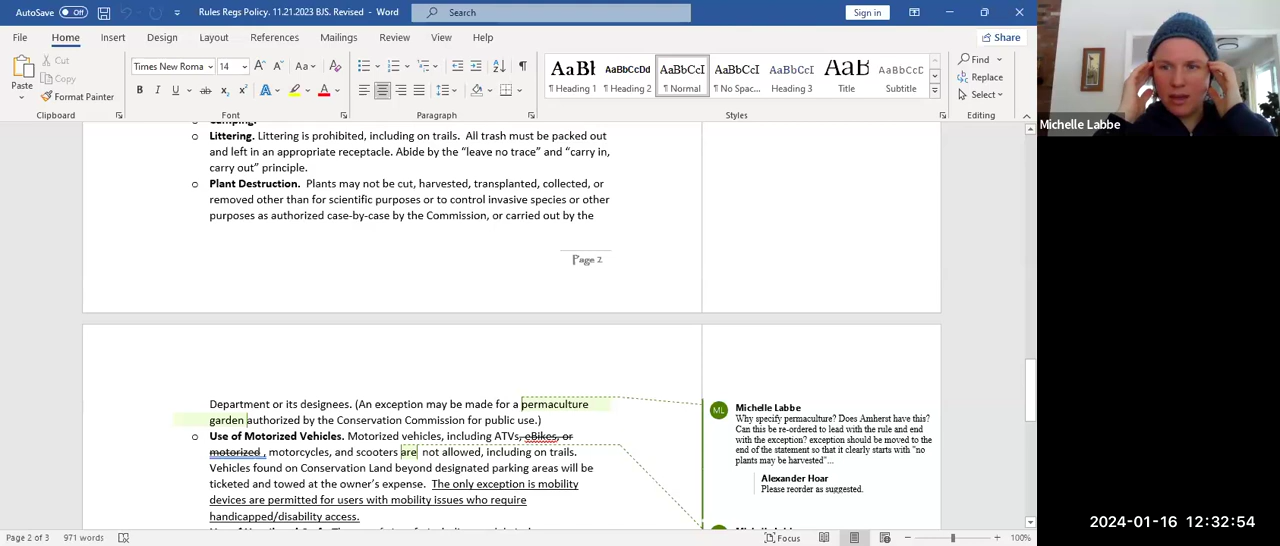 AutoSave Off Rules Regs Policy. 11.21.2023 BJS. Revised - Word Search Sign in
File Home Insert Design Layout References Mailings Review View Help Share
Paste Cut Copy Format Painter Clipboard
Times New Roma 14 Font
Paragraph
AaBl Heading 1 AaBbCcDd Heading 2 AaBbCcI ¶ Normal AaBbCcI ¶ No Spac... AaBbCcD Heading 3 AaB Title AaBbCcD Subtitle Styles
Find Replace Select Editing
Michelle Labbe
Littering. Littering is prohibited, including on trails. All trash must be packed out
and left in an appropriate receptacle. Abide by the “leave no trace” and “carry in,
carry out” principle.
Plant Destruction. Plants may not be cut, harvested, transplanted, collected, or
removed other than for scientific purposes or to control invasive species or other
purposes as authorized case-by-case by the Commission, or carried out by the
Page 2
Department or its designees. (An exception may be made for a permaculture
garden authorized by the Conservation Commission for public use.)
Use of Motorized Vehicles. Motorized vehicles, including ATVs, eBikes, or
motorized , motorcycles, and scooters are not allowed, including on trails.
Vehicles found on Conservation Land beyond designated parking areas will be
ticketed and towed at the owner’s expense. The only exception is mobility
devices are permitted for users with mobility issues who require
handicapped/disability access.
ML Michelle Labbe
Why specify permaculture? Does Amherst have this?
Can this be re-ordered to lead with the rule and end
with the exception? exception should be moved to the
end of the statement so that it clearly starts with "no
plants may be harvested"...
Alexander Hoar
Please reorder as suggested.
Page 2 of 3 971 words Focus 100%
2024-01-16 12:32:54